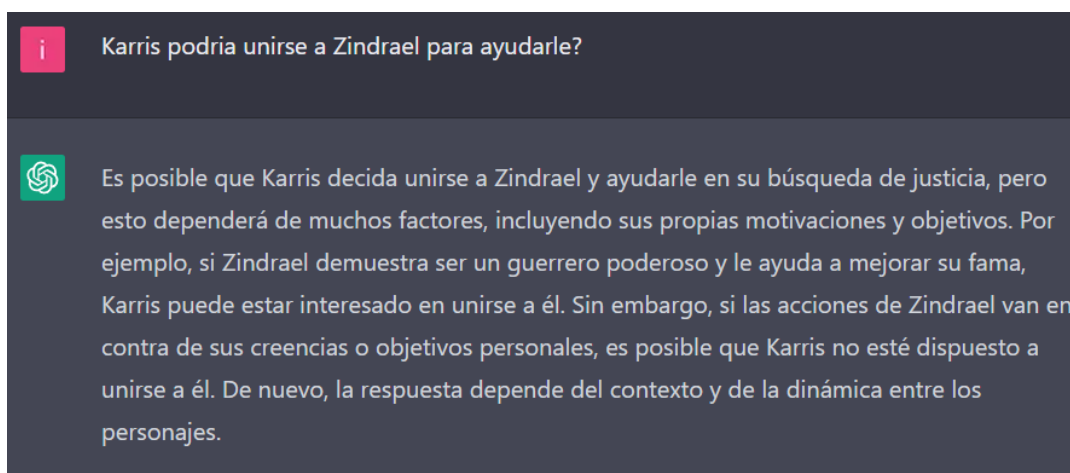 i
Karris podria unirse a Zindrael para ayudarle?
Es posible que Karris decida unirse a Zindrael y ayudarle en su búsqueda de justicia, pero
esto dependerá de muchos factores, incluyendo sus propias motivaciones y objetivos. Por
ejemplo, si Zindrael demuestra ser un guerrero poderoso y le ayuda a mejorar su fama,
Karris puede estar interesado en unirse a él. Sin embargo, si las acciones de Zindrael van en
contra de sus creencias o objetivos personales, es posible que Karris no esté dispuesto a
unirse a él. De nuevo, la respuesta depende del contexto y de la dinámica entre los
personajes.